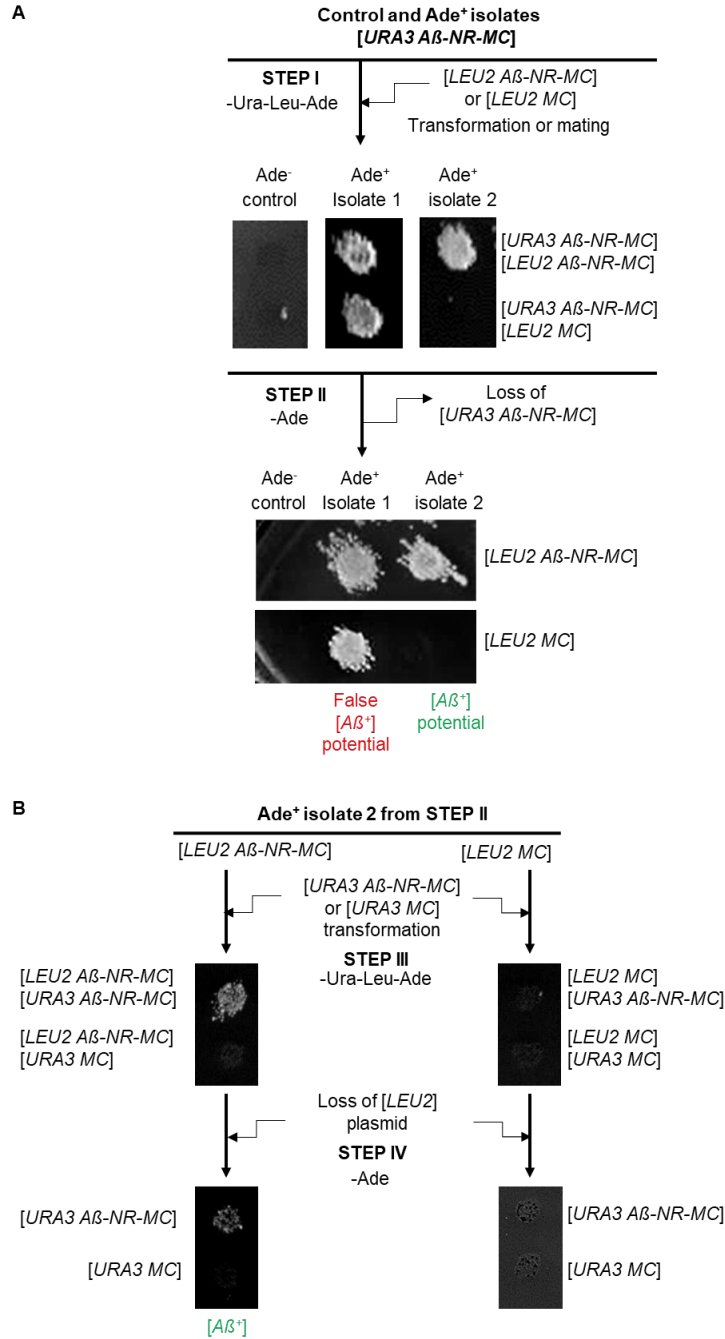 A
Control and Ade⁺ isolates
[URA3 Aß-NR-MC]
STEP I
-Ura-Leu-Ade
[LEU2 Aß-NR-MC]
or [LEU2 MC]
Transformation or mating
Ade⁻
control
Ade⁺
Isolate 1
Ade⁺
isolate 2
[URA3 Aß-NR-MC]
[LEU2 Aß-NR-MC]
[URA3 Aß-NR-MC]
[LEU2 MC]
STEP II
-Ade
Loss of
[URA3 Aß-NR-MC]
Ade⁻
control
Ade⁺
Isolate 1
Ade⁺
isolate 2
[LEU2 Aß-NR-MC]
[LEU2 MC]
False
[Aß⁺]
potential
[Aß⁺]
potential
B
Ade⁺ isolate 2 from STEP II
[LEU2 Aß-NR-MC]
[LEU2 MC]
[URA3 Aß-NR-MC]
or [URA3 MC]
transformation
STEP III
-Ura-Leu-Ade
[LEU2 Aß-NR-MC]
[URA3 Aß-NR-MC]
[LEU2 Aß-NR-MC]
[URA3 MC]
[LEU2 MC]
[URA3 Aß-NR-MC]
[LEU2 MC]
[URA3 MC]
Loss of [LEU2]
plasmid
STEP IV
-Ade
[URA3 Aß-NR-MC]
[URA3 MC]
[URA3 Aß-NR-MC]
[URA3 MC]
[Aß⁺]